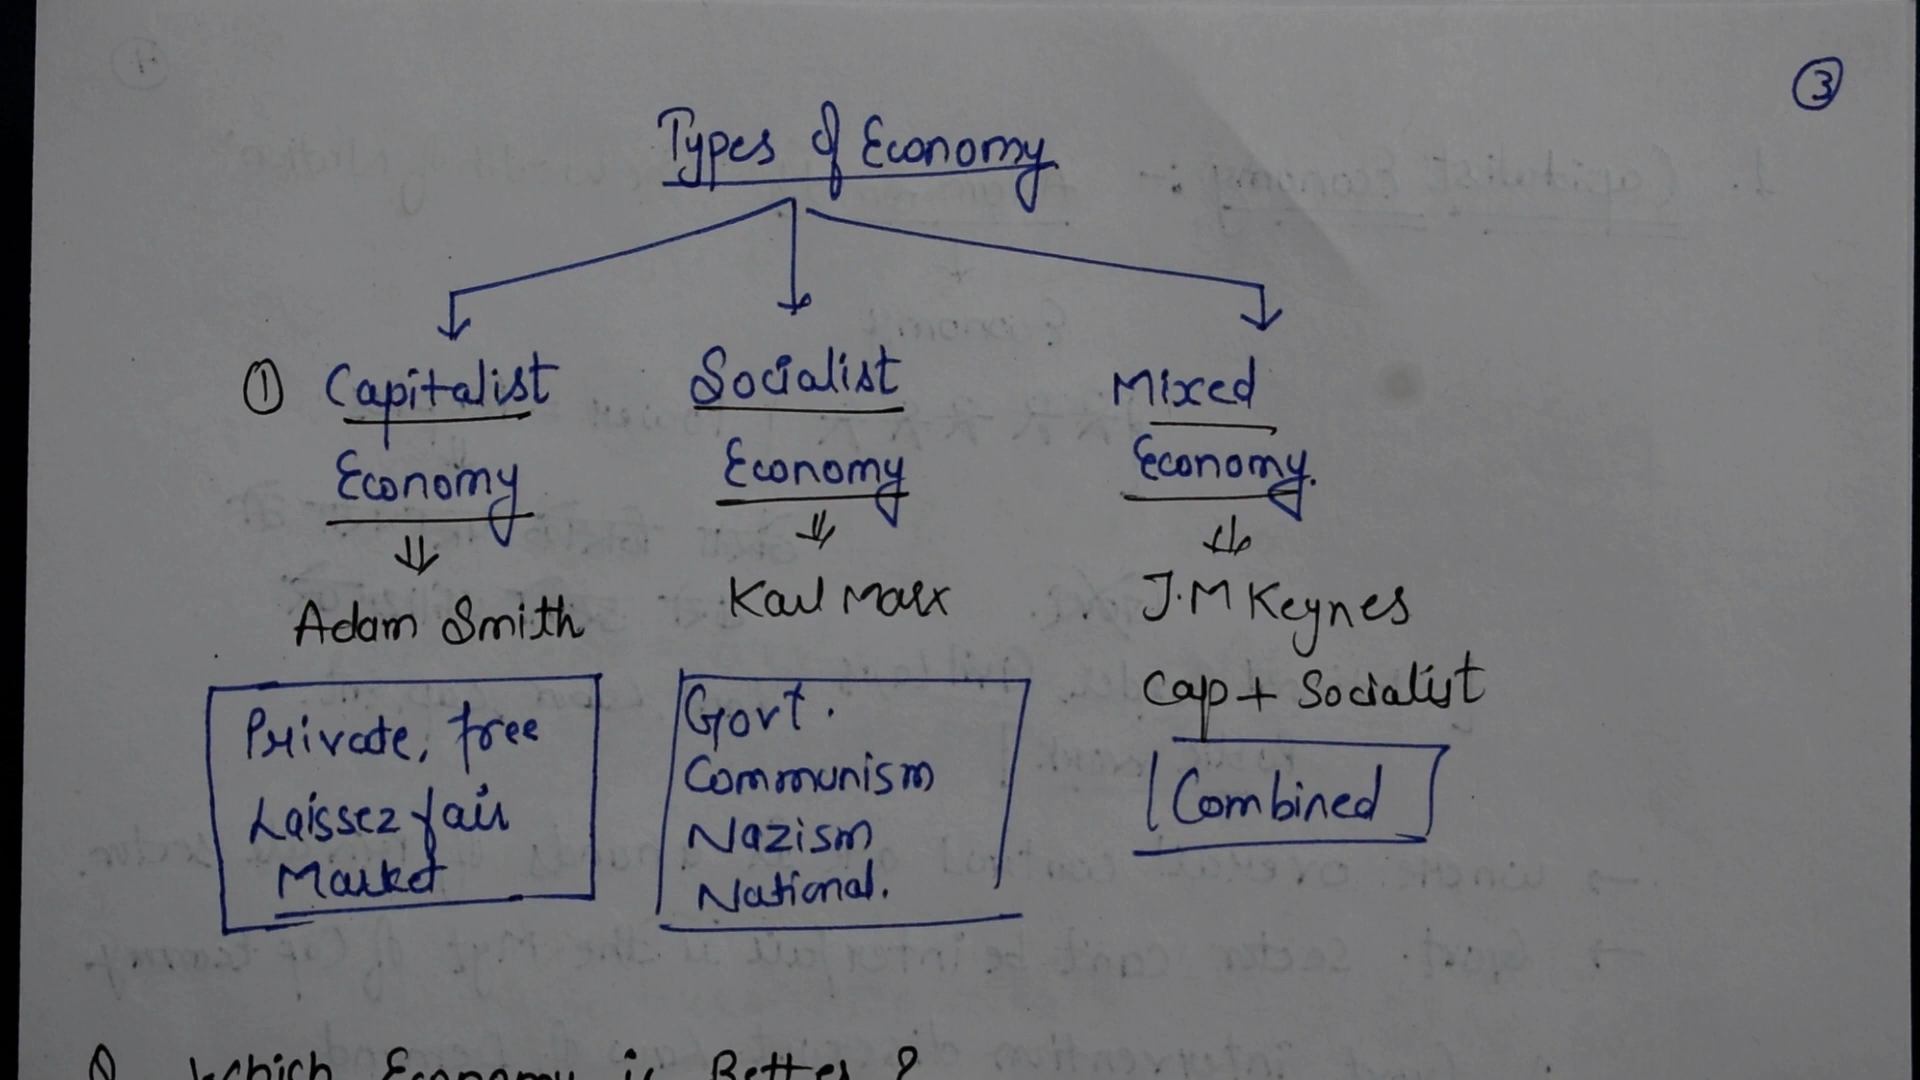 3
Types of Economy
1 Capitalist
Economy
Adam Smith
Private, free
Laissez fair
Market
Socialist
Economy
Karl Marx
Govt.
Communism
Nazism
National.
Mixed
Economy.
J.M Keynes
Cap + Socialist
Combined
Q. Which Economy is Better ?